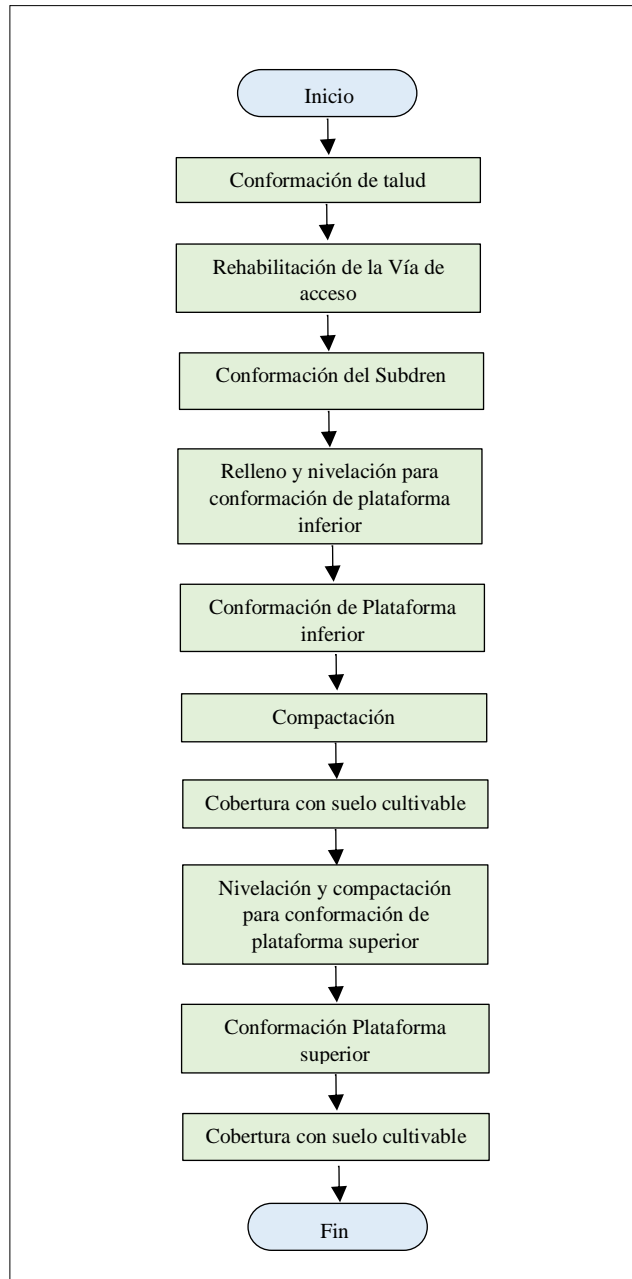 Inicio
Conformación de talud
Rehabilitación de la Vía de
acceso
Conformación del Subdren
Relleno y nivelación para
conformación de plataforma
inferior
Conformación de Plataforma
inferior
Compactación
Cobertura con suelo cultivable
Nivelación y compactación
para conformación de
plataforma superior
Conformación Plataforma
superior
Cobertura con suelo cultivable
Fin